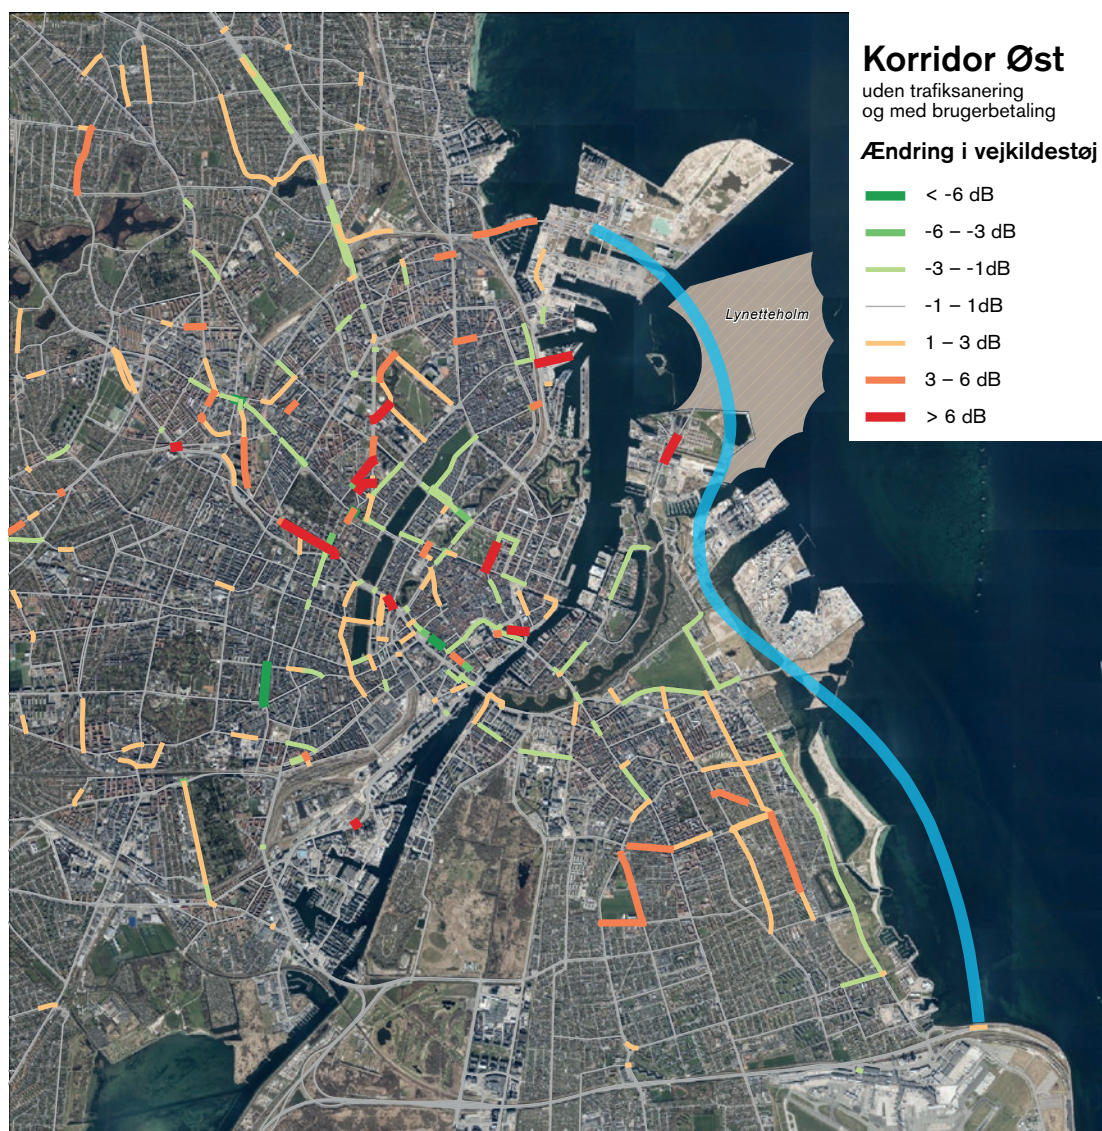 Korridor Øst
uden trafiksanering
og med brugerbetaling
Ændring i vejkildestøj
< -6 dB
-6 – -3 dB
-3 – -1dB
-1 – 1dB
1 – 3 dB
3 – 6 dB
> 6 dB
Lynetteholm